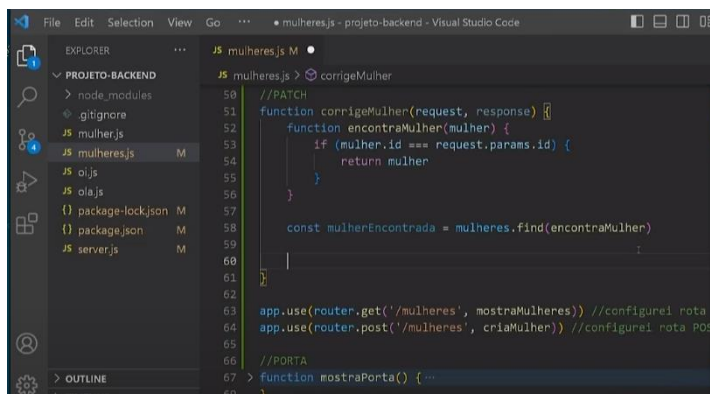 File Edit Selection View Go ··· ● mulheres.js - projeto-backend - Visual Studio Code
EXPLORER ···
JS mulheres.js M ●
PROJETO-BACKEND
JS mulheres.js > corrigeMulher
> node_modules
.gitignore
JS mulher.js
JS mulheres.js M
JS oi.js
JS ola.js
{} package-lock.json M
{} package.json M
JS server.js M
1
4
50 //PATCH
51 function corrigeMulher(request, response) {
52 function encontraMulher(mulher) {
53 if (mulher.id === request.params.id) {
54 return mulher
55 }
56 }
57
58 const mulherEncontrada = mulheres.find(encontraMulher)
59
60
61 }
62
63 app.use(router.get('/mulheres', mostraMulheres)) //configurei rota
64 app.use(router.post('/mulheres', criaMulher)) //configurei rota POS
65
66 //PORTA
67 > function mostraPorta() { ···
> OUTLINE